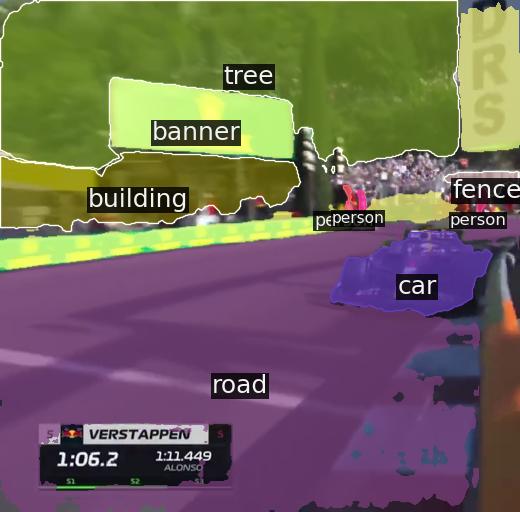 tree
DRS
banner
building
fence
person
person
car
road
VERSTAPPEN
S
1:06.2
1:11.449
ALONSO
S1
S2
S3